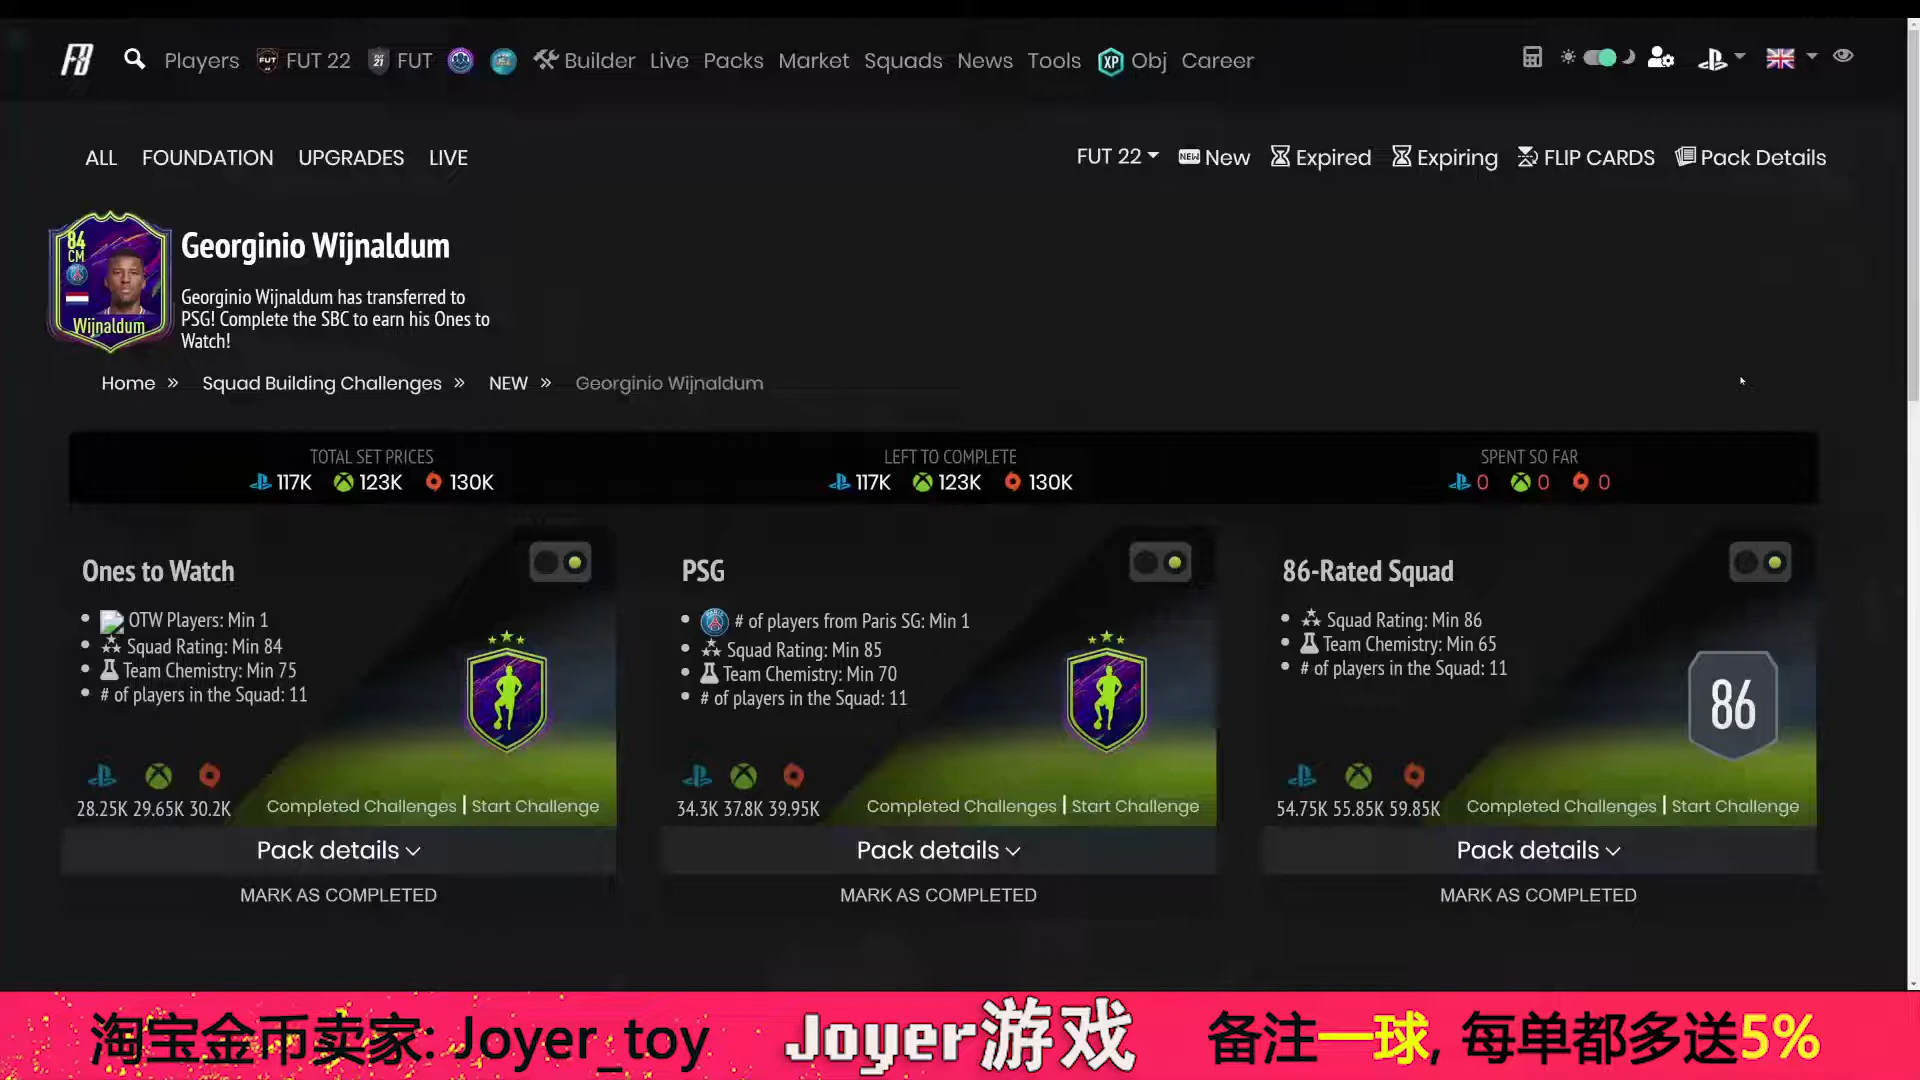 Players FUT 22 FUT Builder Live Packs Market Squads News Tools XP Obj Career
ALL FOUNDATION UPGRADES LIVE
FUT 22 NEW New Expired Expiring FLIP CARDS Pack Details
84
CM
Wijnaldum
Georginio Wijnaldum
Georginio Wijnaldum has transferred to
PSG! Complete the SBC to earn his Ones to
Watch!
Home » Squad Building Challenges » NEW » Georginio Wijnaldum
TOTAL SET PRICES
117K 123K 130K
LEFT TO COMPLETE
117K 123K 130K
SPENT SO FAR
0 0 0
Ones to Watch
OTW Players: Min 1
Squad Rating: Min 84
Team Chemistry: Min 75
# of players in the Squad: 11
28.25K 29.65K 30.2K
Completed Challenges | Start Challenge
Pack details
MARK AS COMPLETED
PSG
# of players from Paris SG: Min 1
Squad Rating: Min 85
Team Chemistry: Min 70
# of players in the Squad: 11
34.3K 37.8K 39.95K
Completed Challenges | Start Challenge
Pack details
MARK AS COMPLETED
86-Rated Squad
Squad Rating: Min 86
Team Chemistry: Min 65
# of players in the Squad: 11
86
54.75K 55.85K 59.85K
Completed Challenges | Start Challenge
Pack details
MARK AS COMPLETED
淘宝金币卖家: Joyer_toy
Joyer游戏
备注一球, 每单都多送5%